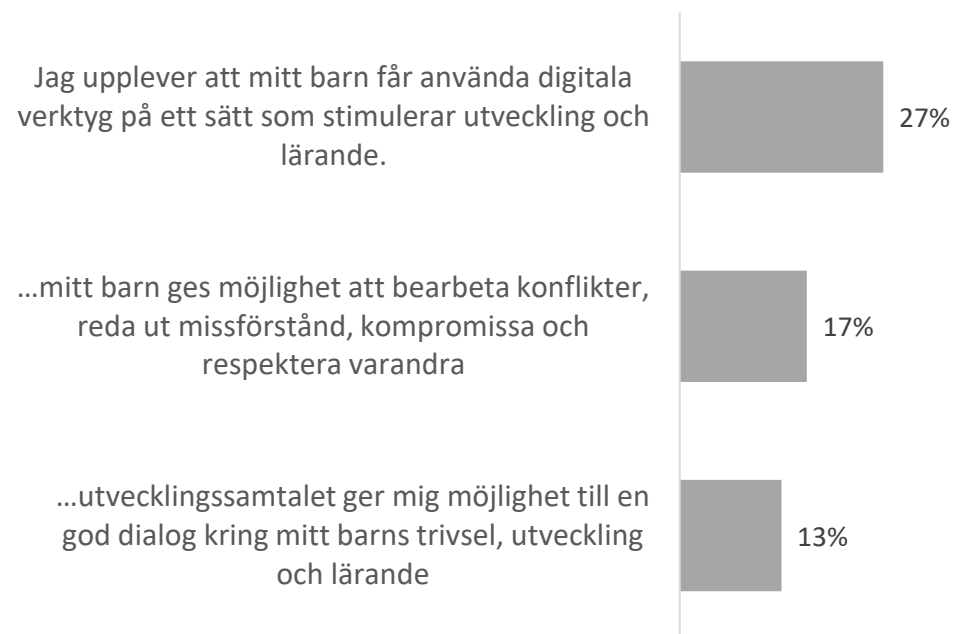 Jag upplever att mitt barn får använda digitala
verktyg på ett sätt som stimulerar utveckling och
lärande.
27%
…mitt barn ges möjlighet att bearbeta konflikter,
reda ut missförstånd, kompromissa och
respektera varandra
17%
…utvecklingssamtalet ger mig möjlighet till en
god dialog kring mitt barns trivsel, utveckling
och lärande
13%